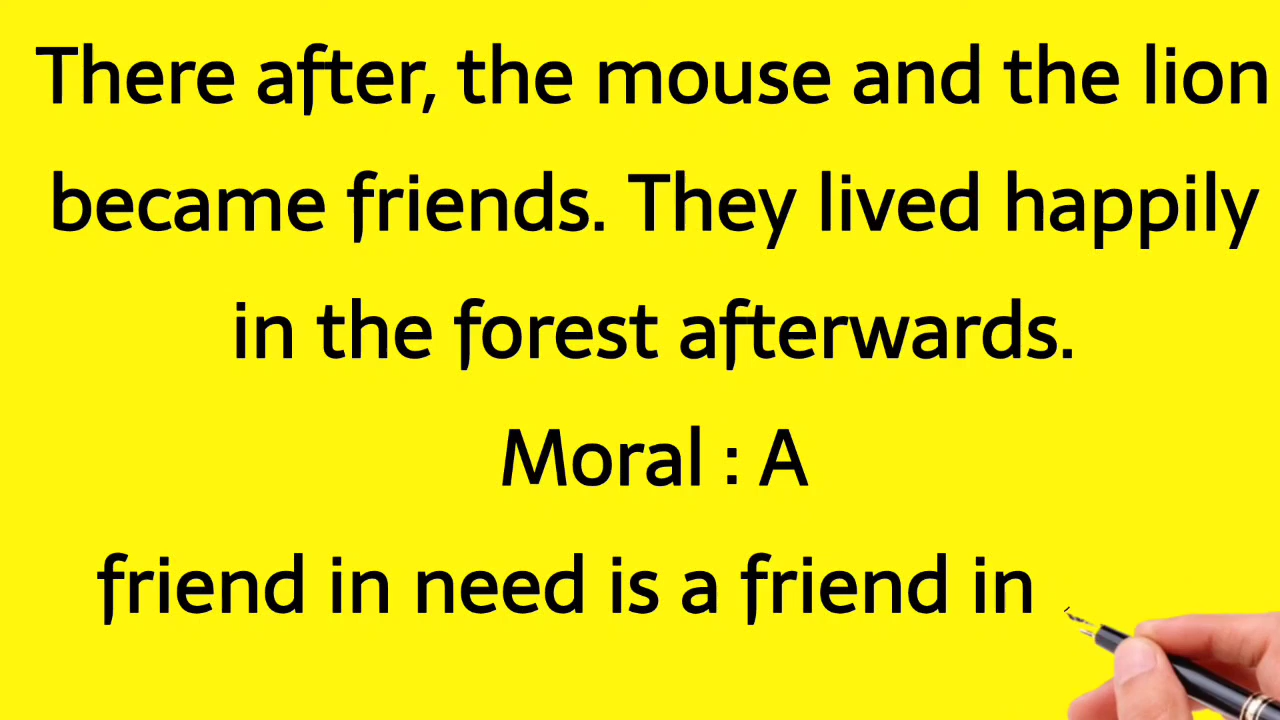 There after, the mouse and the lion
became friends. They lived happily
in the forest afterwards.
Moral : A
friend in need is a friend in